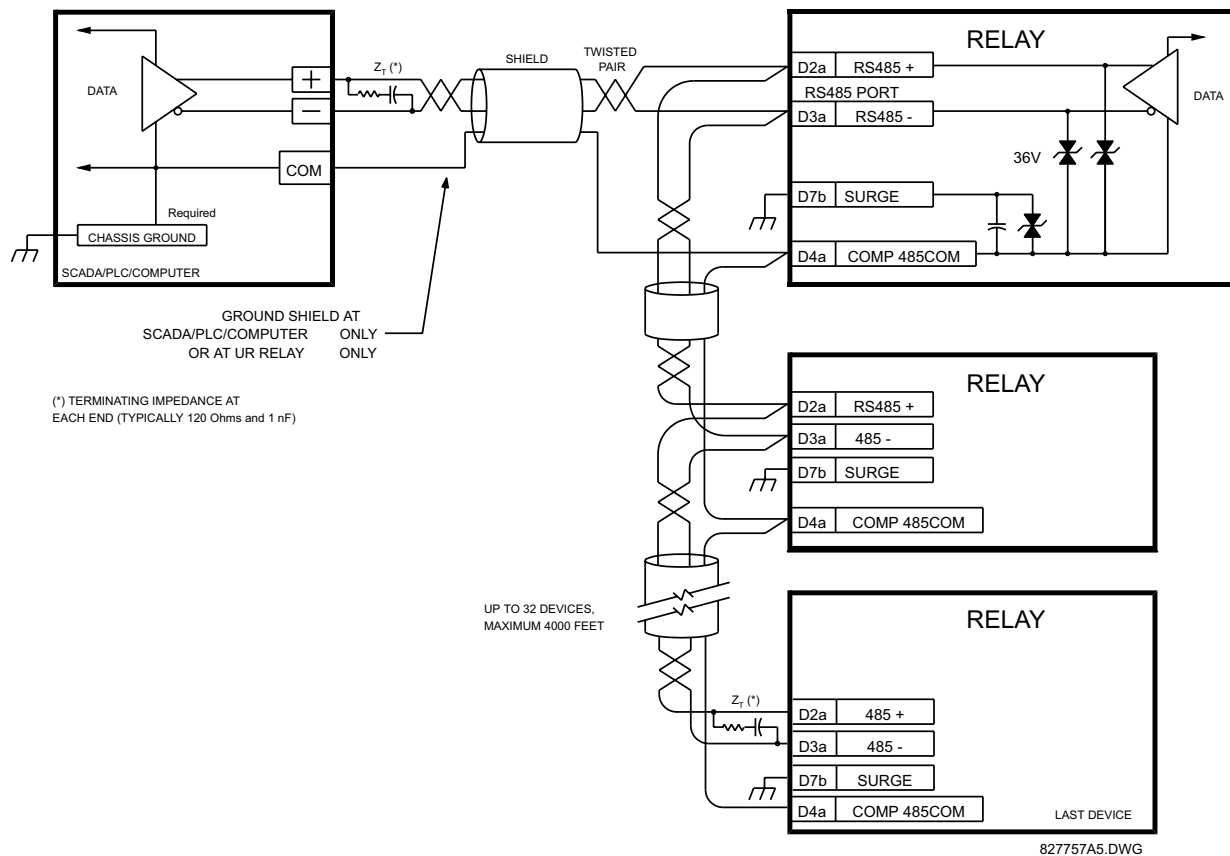 DATA
+
Z_T (*)
−
COM
Required
CHASSIS GROUND
SCADA/PLC/COMPUTER
SHIELD
TWISTED
PAIR
GROUND SHIELD AT
SCADA/PLC/COMPUTER ONLY
OR AT UR RELAY ONLY
(*) TERMINATING IMPEDANCE AT
EACH END (TYPICALLY 120 Ohms and 1 nF)
RELAY
D2a RS485 +
RS485 PORT
D3a RS485 -
DATA
36V
D7b SURGE
D4a COMP 485COM
RELAY
D2a RS485 +
D3a 485 -
D7b SURGE
D4a COMP 485COM
UP TO 32 DEVICES,
MAXIMUM 4000 FEET
RELAY
Z_T (*)
D2a 485 +
D3a 485 -
D7b SURGE
D4a COMP 485COM
LAST DEVICE
827757A5.DWG